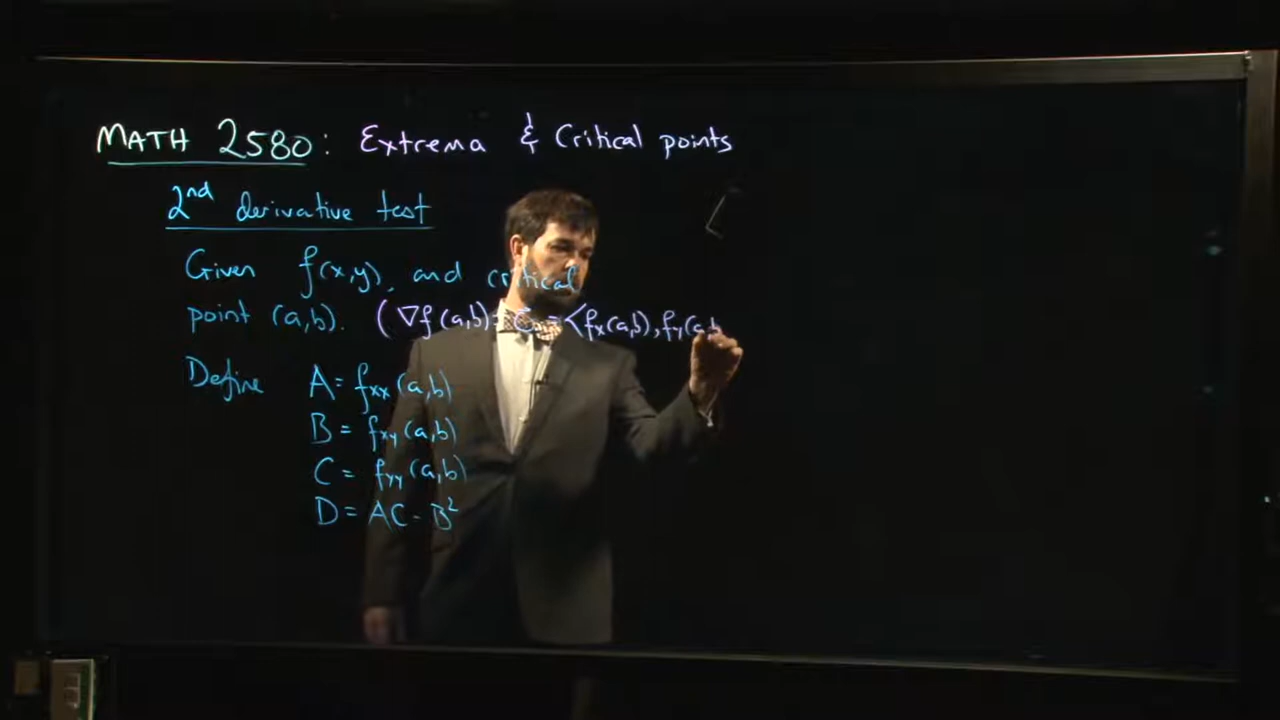 MATH 2580: Extrema & Critical points
2nd derivative test
Given f(x,y), and critical
point (a,b). (∇f(a,b) = 0⃗ = ⟨fx(a,b), fy(a,b
Define A = fxx(a,b)
B = fxy(a,b)
C = fyy(a,b)
D = AC - B²